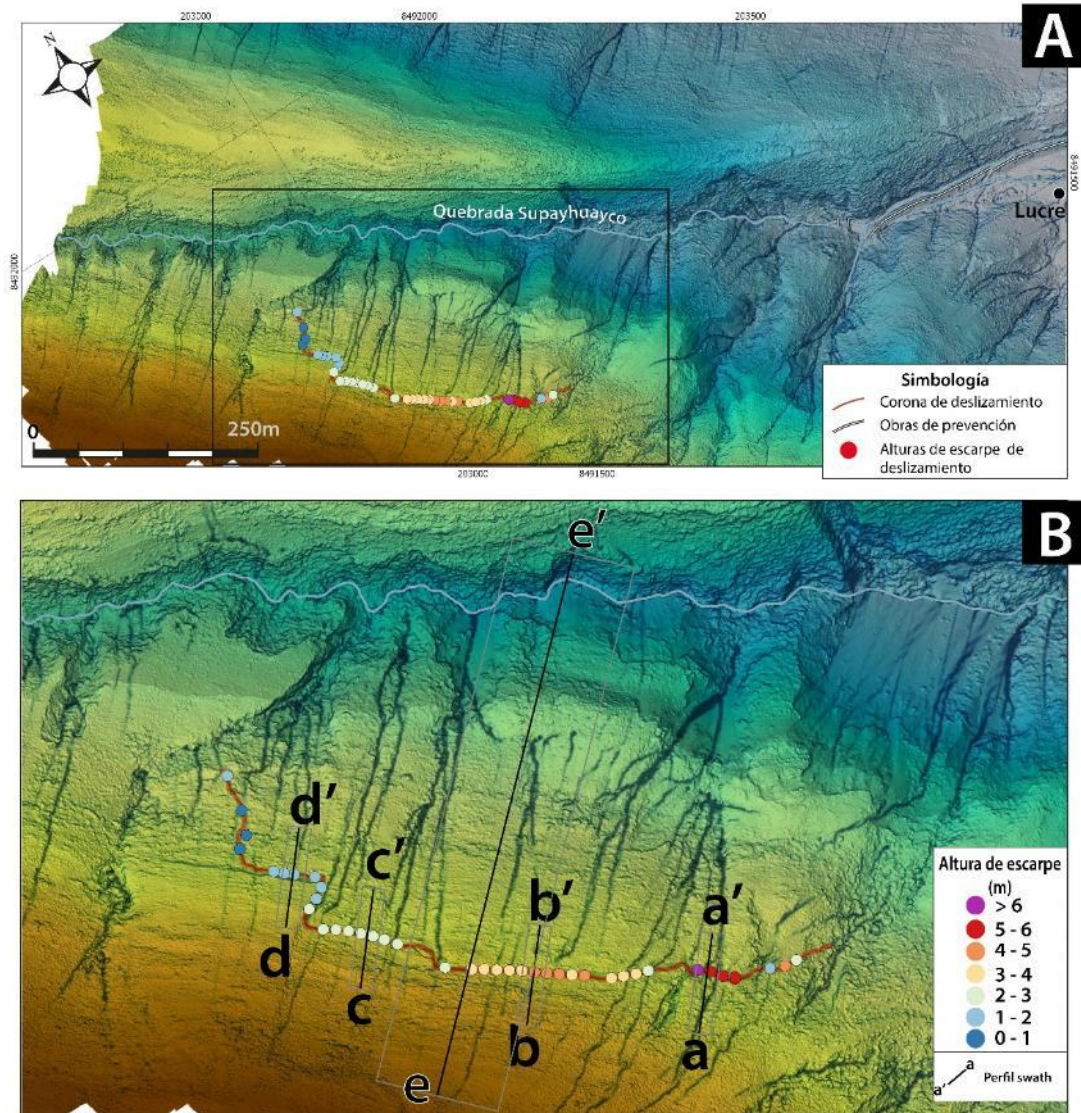 203000
8492000
203500
A
N
Quebrada Supayhuayco
8491500
Lucre
8492000
Simbología
Corona de deslizamiento
Obras de prevención
Alturas de escarpe de
deslizamiento
0
250m
203000
8491500
B
e'
d'
c'
b'
a'
d
c
b
a
e
Altura de escarpe
(m)
> 6
5 - 6
4 - 5
3 - 4
2 - 3
1 - 2
0 - 1
a
a'
Perfil swath